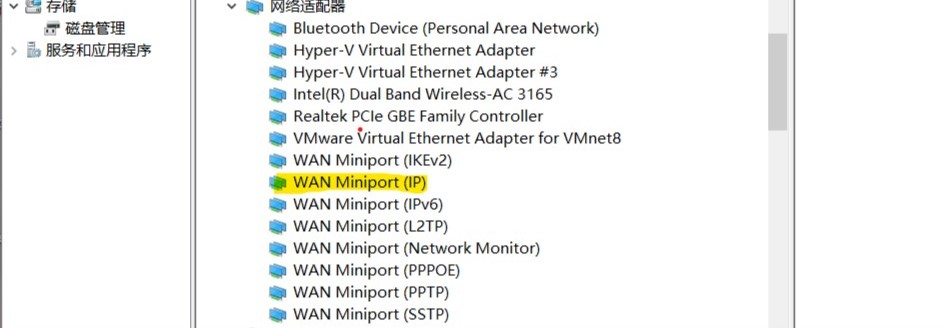 存储
磁盘管理
服务和应用程序
网络适配器
Bluetooth Device (Personal Area Network)
Hyper-V Virtual Ethernet Adapter
Hyper-V Virtual Ethernet Adapter #3
Intel(R) Dual Band Wireless-AC 3165
Realtek PCIe GBE Family Controller
VMware Virtual Ethernet Adapter for VMnet8
WAN Miniport (IKEv2)
WAN Miniport (IP)
WAN Miniport (IPv6)
WAN Miniport (L2TP)
WAN Miniport (Network Monitor)
WAN Miniport (PPPOE)
WAN Miniport (PPTP)
WAN Miniport (SSTP)